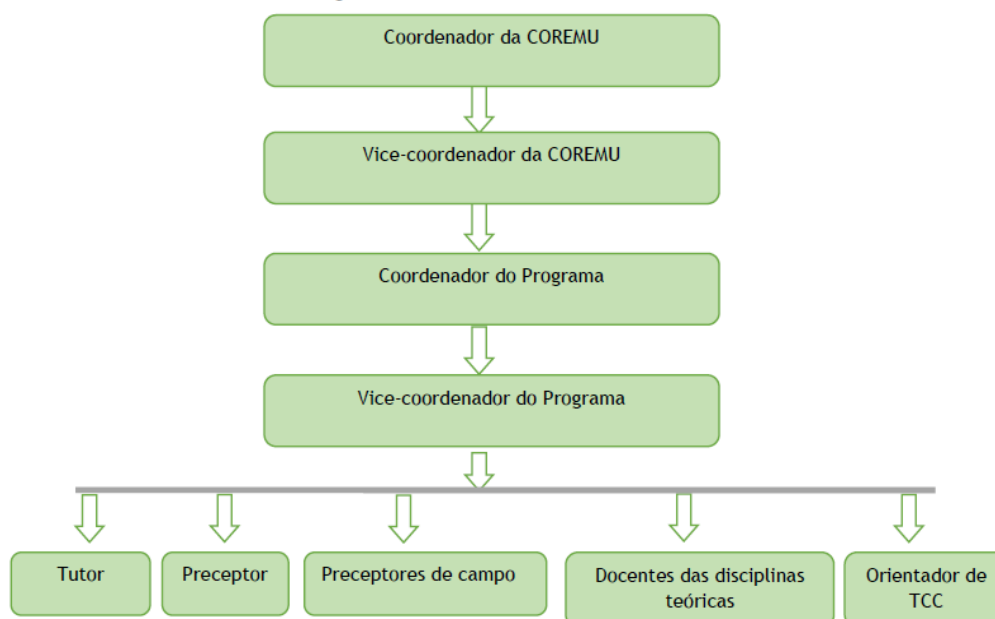 Coordenador da COREMU
Vice-coordenador da COREMU
Coordenador do Programa
Vice-coordenador do Programa
Tutor
Preceptor
Preceptores de campo
Docentes das disciplinas
teóricas
Orientador de
TCC